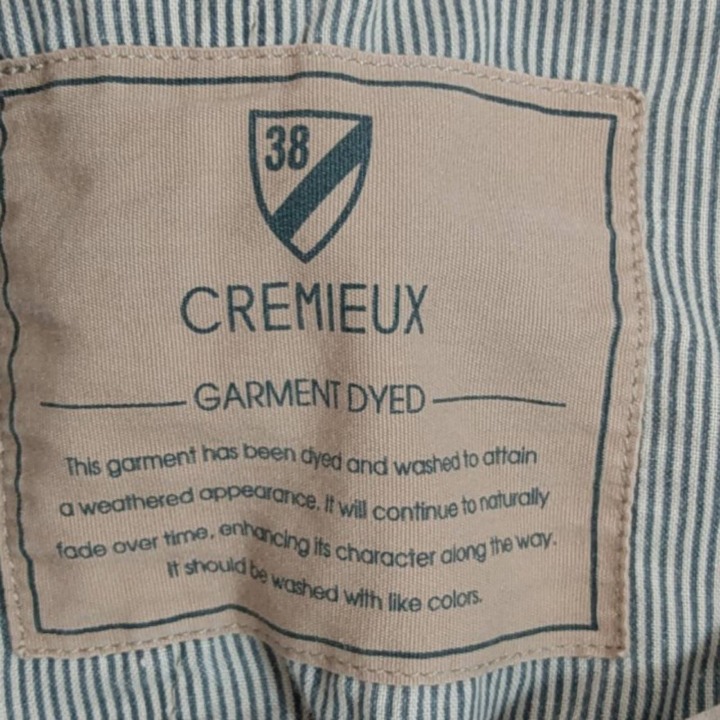 38
CREMIEUX
GARMENT DYED
This garment has been dyed and washed to attain
a weathered appearance. It will continue to naturally
fade over time, enhancing its character along the way.
It should be washed with like colors.